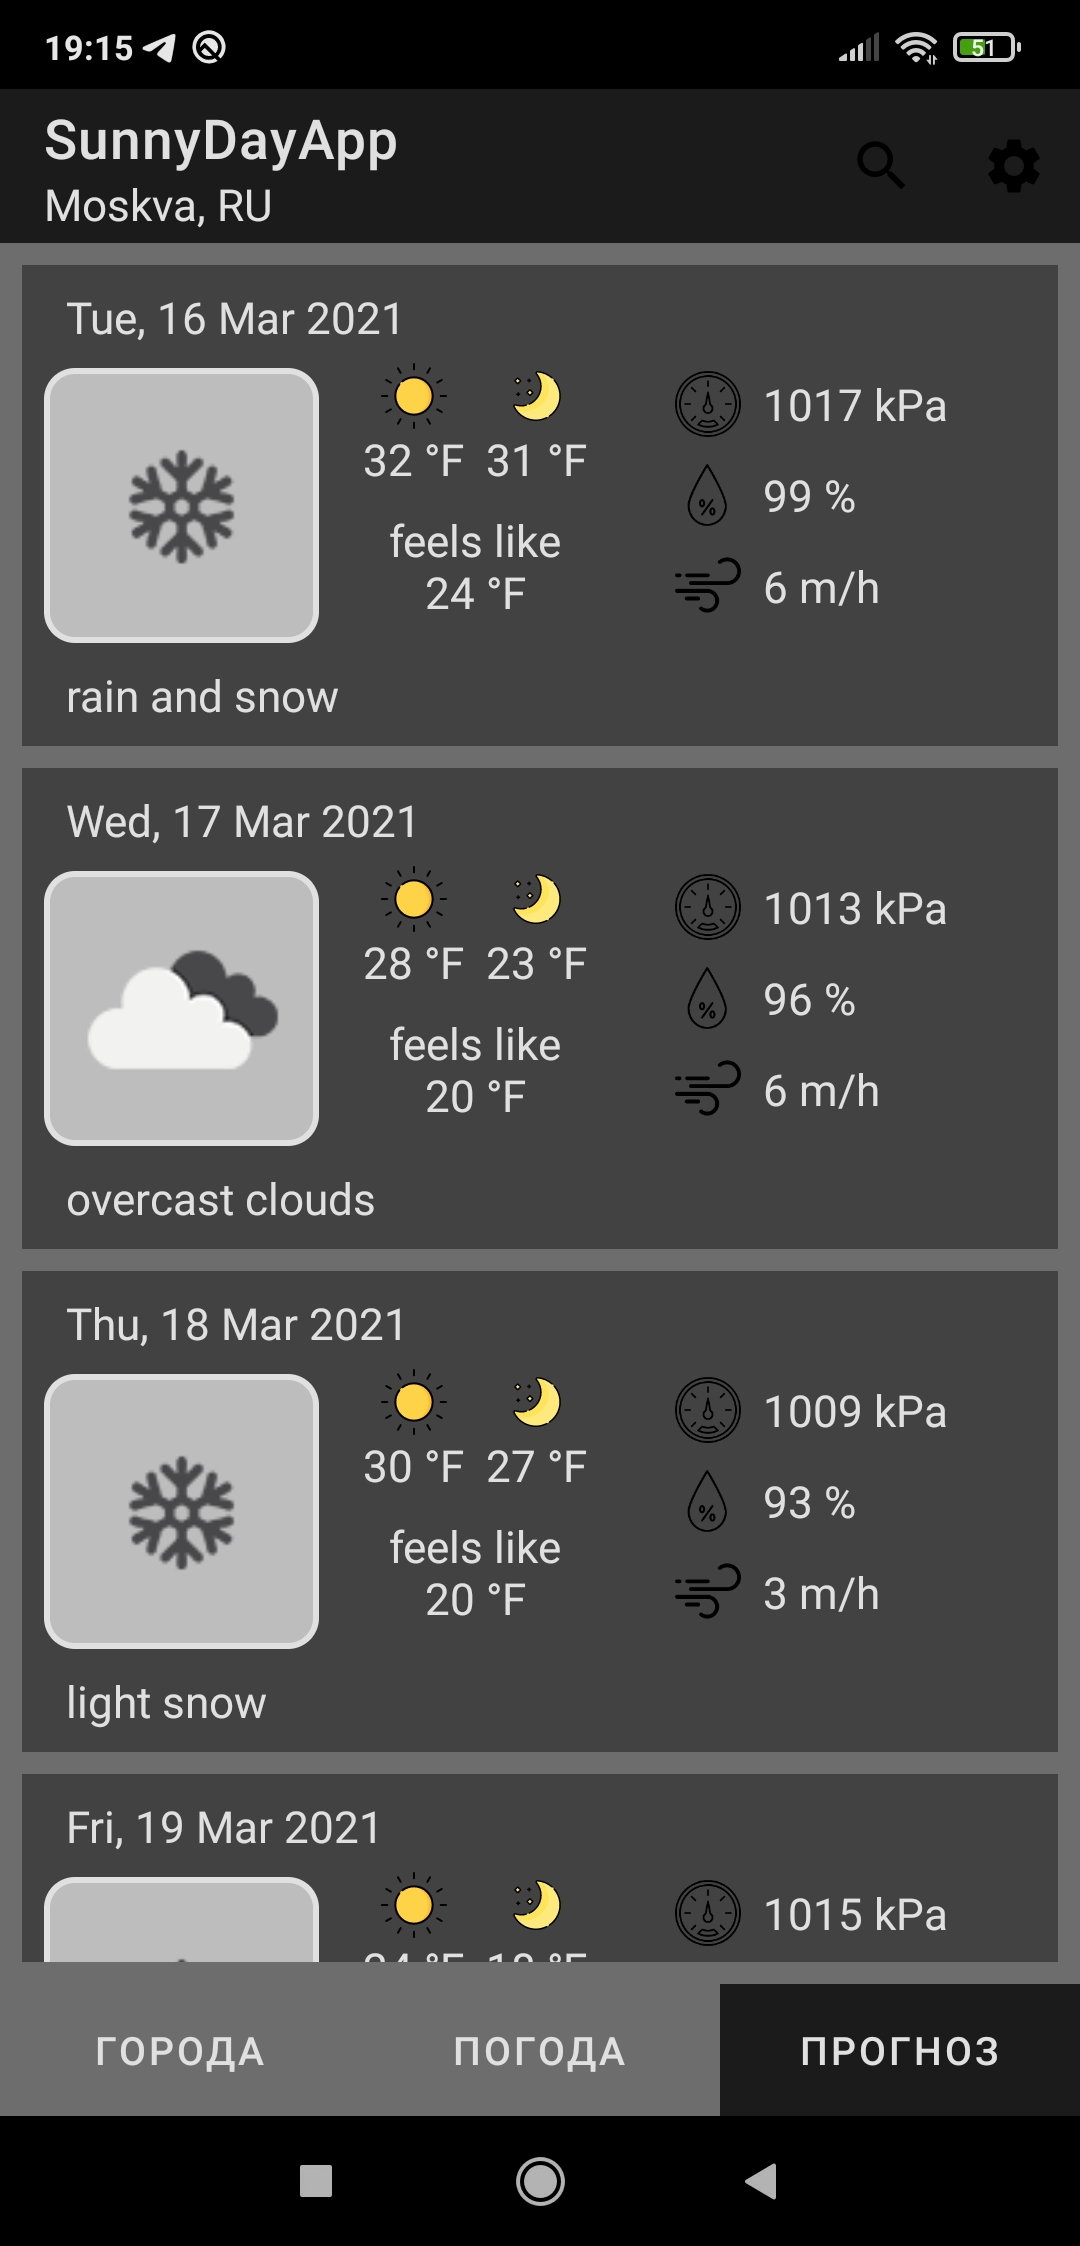 19:15
51
SunnyDayApp
Moskva, RU
Tue, 16 Mar 2021
32 °F 31 °F
feels like
24 °F
1017 kPa
%
99 %
6 m/h
rain and snow
Wed, 17 Mar 2021
28 °F 23 °F
feels like
20 °F
1013 kPa
%
96 %
6 m/h
overcast clouds
Thu, 18 Mar 2021
30 °F 27 °F
feels like
20 °F
1009 kPa
%
93 %
3 m/h
light snow
Fri, 19 Mar 2021
1015 kPa
ГОРОДА ПОГОДА ПРОГНОЗ